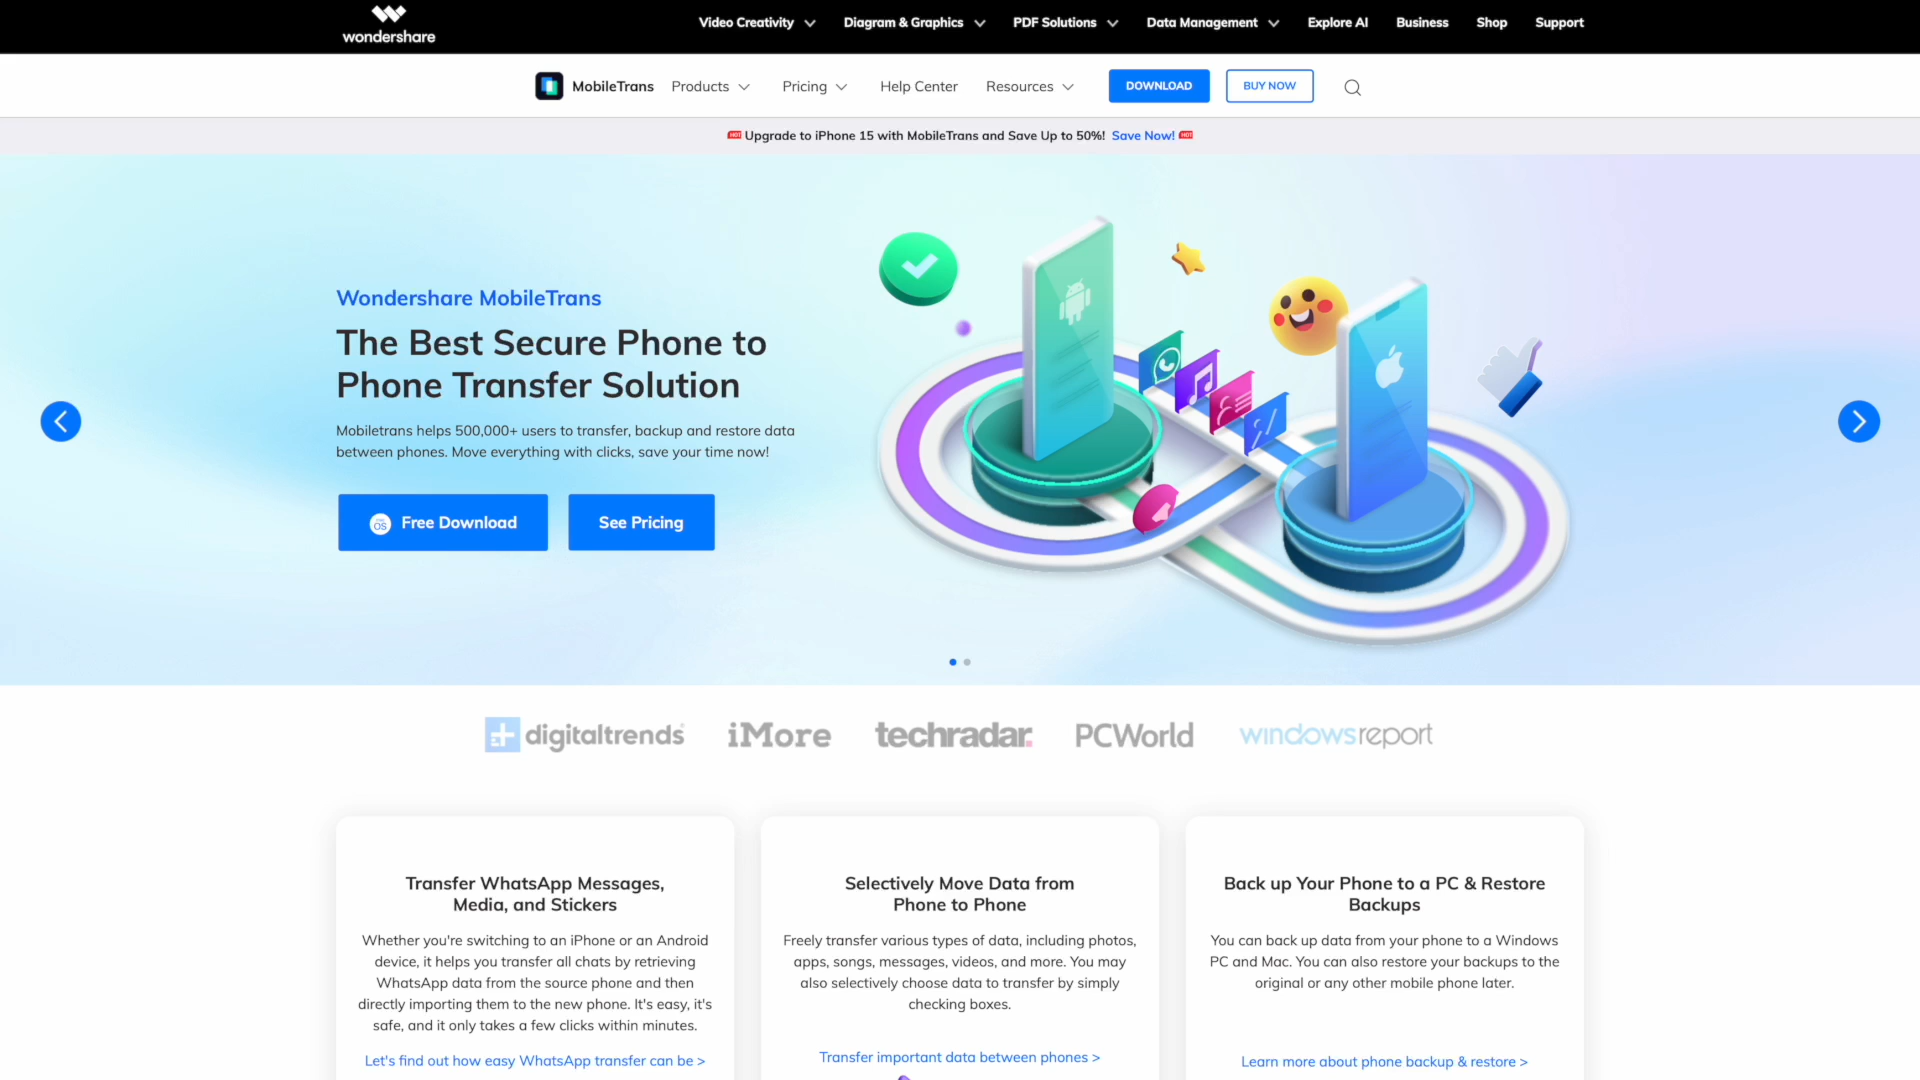 wondershare
Video Creativity
Diagram & Graphics
PDF Solutions
Data Management
Explore AI
Business
Shop
Support
MobileTrans
Products
Pricing
Help Center
Resources
DOWNLOAD
BUY NOW
HOT Upgrade to iPhone 15 with MobileTrans and Save Up to 50%! Save Now! HOT
Wondershare MobileTrans
The Best Secure Phone to
Phone Transfer Solution
Mobiletrans helps 500,000+ users to transfer, backup and restore data
between phones. Move everything with clicks, save your time now!
Free Download
See Pricing
digitaltrends
iMore
techradar.
PCWorld
windowsreport
Transfer WhatsApp Messages,
Media, and Stickers
Whether you're switching to an iPhone or an Android
device, it helps you transfer all chats by retrieving
WhatsApp data from the source phone and then
directly importing them to the new phone. It's easy, it's
safe, and it only takes a few clicks within minutes.
Let's find out how easy WhatsApp transfer can be >
Selectively Move Data from
Phone to Phone
Freely transfer various types of data, including photos,
apps, songs, messages, videos, and more. You may
also selectively choose data to transfer by simply
checking boxes.
Transfer important data between phones >
Back up Your Phone to a PC & Restore
Backups
You can back up data from your phone to a Windows
PC and Mac. You can also restore your backups to the
original or any other mobile phone later.
Learn more about phone backup & restore >